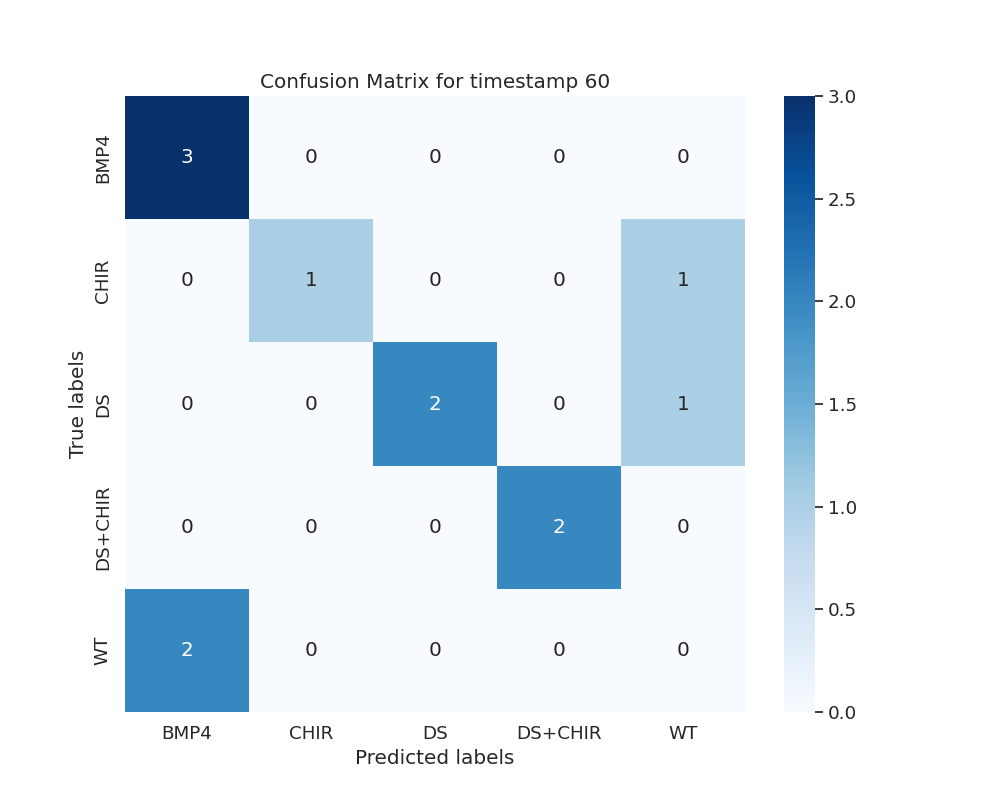 Confusion Matrix for timestamp 60
True labels
BMP4 3 0 0 0 0
CHIR 0 1 0 0 1
DS 0 0 2 0 1
DS+CHIR 0 0 0 2 0
WT 2 0 0 0 0
BMP4 CHIR DS DS+CHIR WT
Predicted labels
3.0
2.5
2.0
1.5
1.0
0.5
0.0